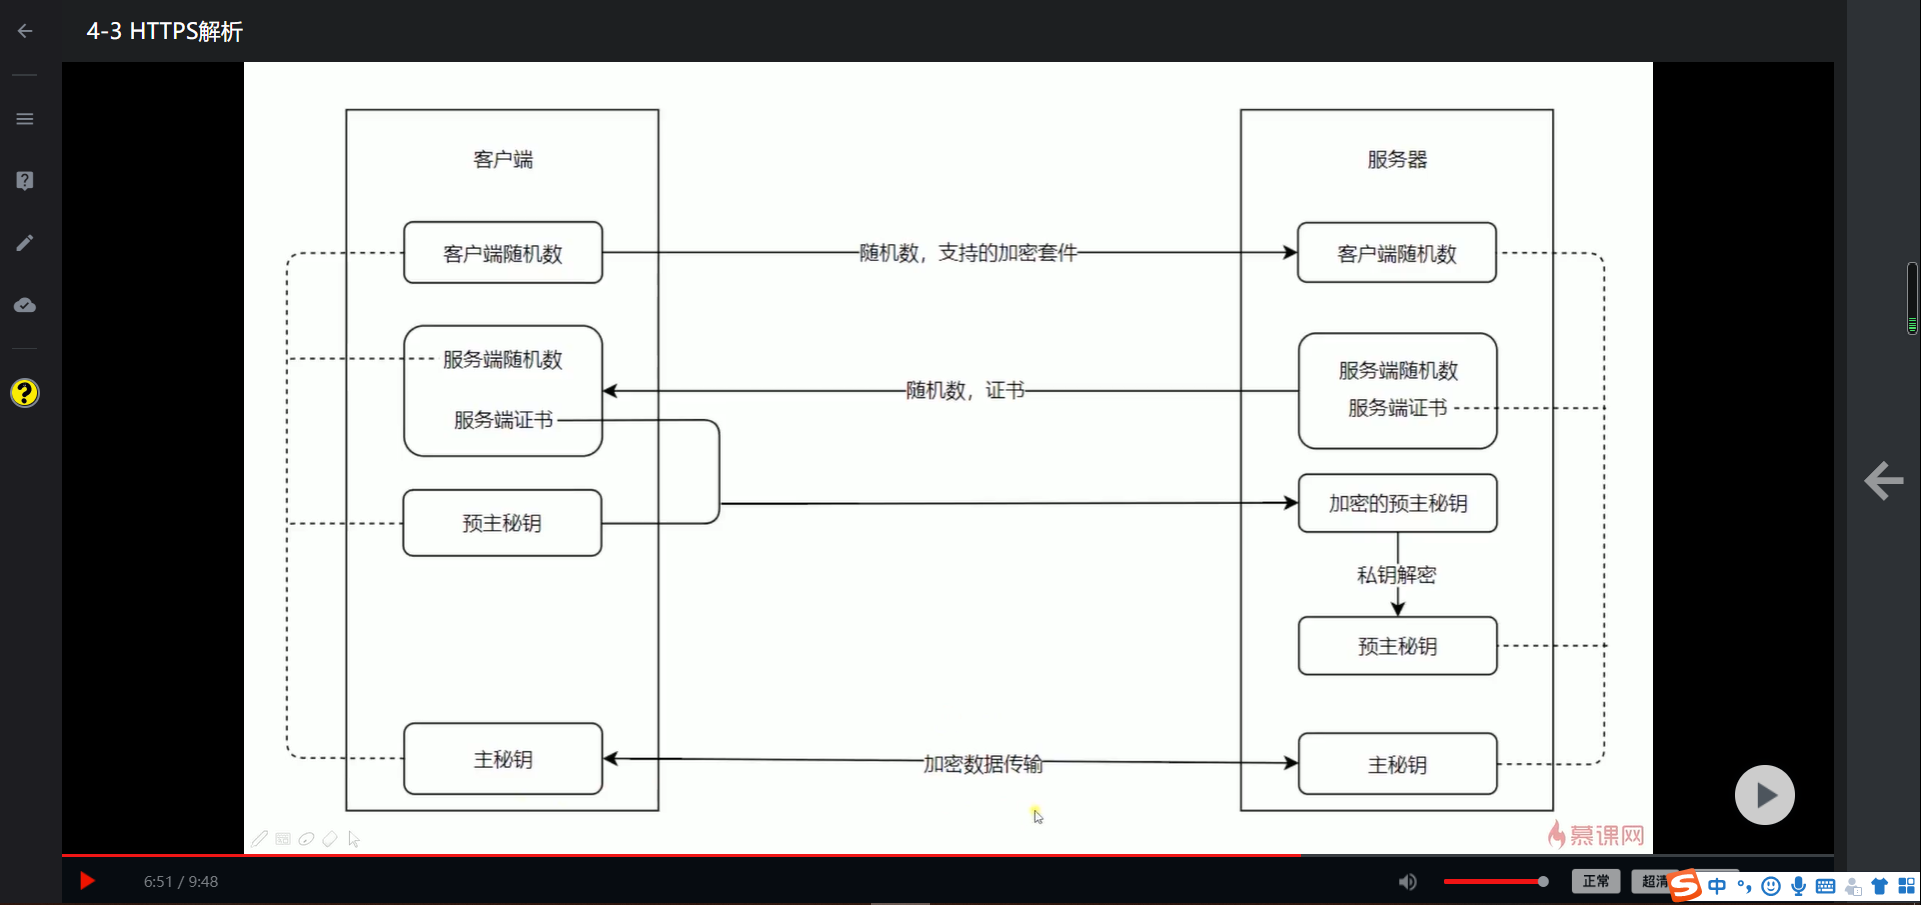 4-3 HTTPS解析
客户端
服务器
客户端随机数
随机数，支持的加密套件
客户端随机数
服务端随机数
服务端证书
随机数，证书
服务端随机数
服务端证书
预主秘钥
加密的预主秘钥
私钥解密
预主秘钥
主秘钥
加密数据传输
主秘钥
慕课网
6:51 / 9:48
正常
超清
中